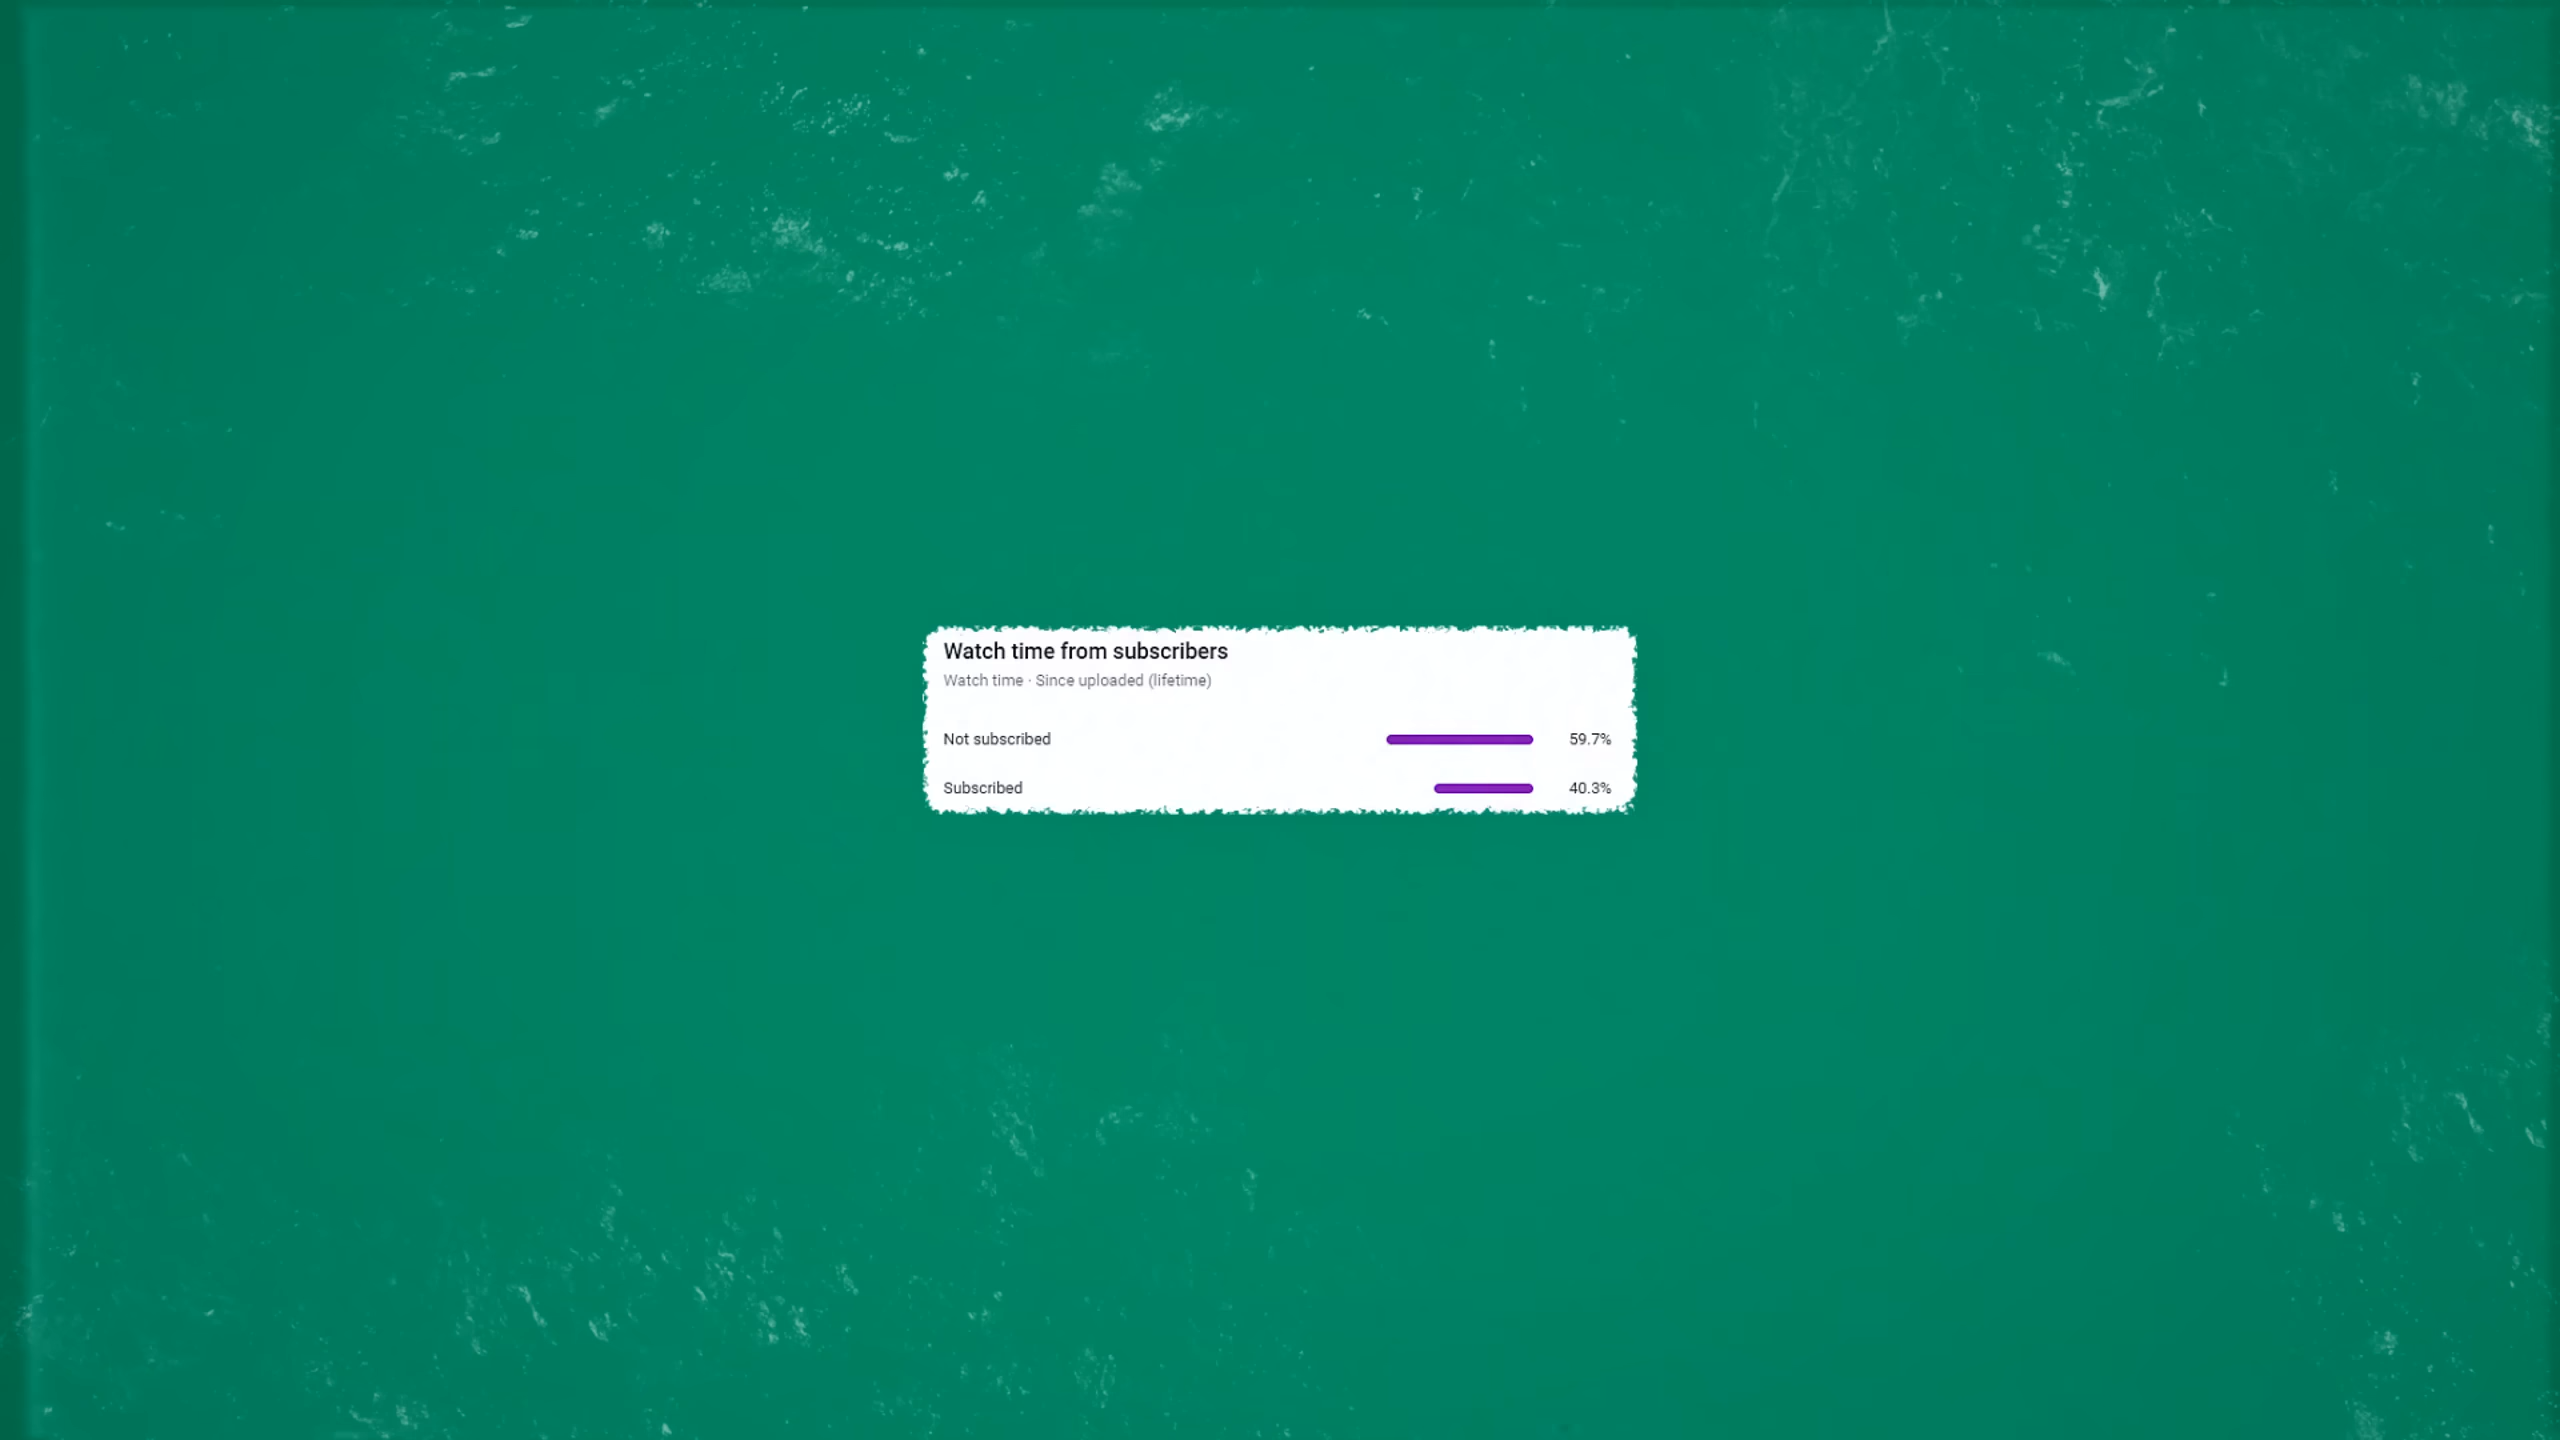 Watch time from subscribers
Watch time · Since uploaded (lifetime)
Not subscribed 59.7%
Subscribed 40.3%